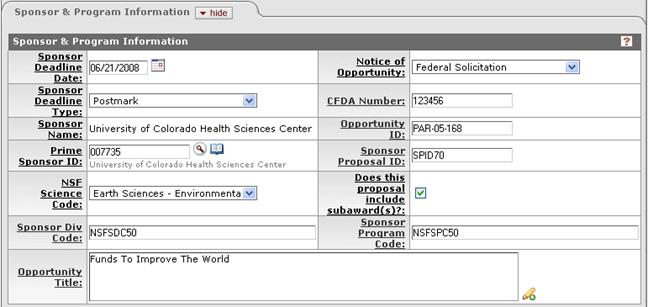 Sponsor & Program Information hide
Sponsor & Program Information ?
Sponsor
Deadline
Date:
06/21/2008
Notice of
Opportunity:
Federal Solicitation
Sponsor
Deadline
Type:
Postmark
CFDA Number:
123456
Sponsor
Name:
University of Colorado Health Sciences Center
Opportunity
ID:
PAR-05-168
Prime
Sponsor ID:
007735
University of Colorado Health Sciences Center
Sponsor
Proposal ID:
SPID70
NSF
Science
Code:
Earth Sciences - Environmenta
Does this
proposal
include
subaward(s)?:
Sponsor Div
Code:
NSFSDC50
Sponsor
Program
Code:
NSFSPC50
Opportunity
Title:
Funds To Improve The World